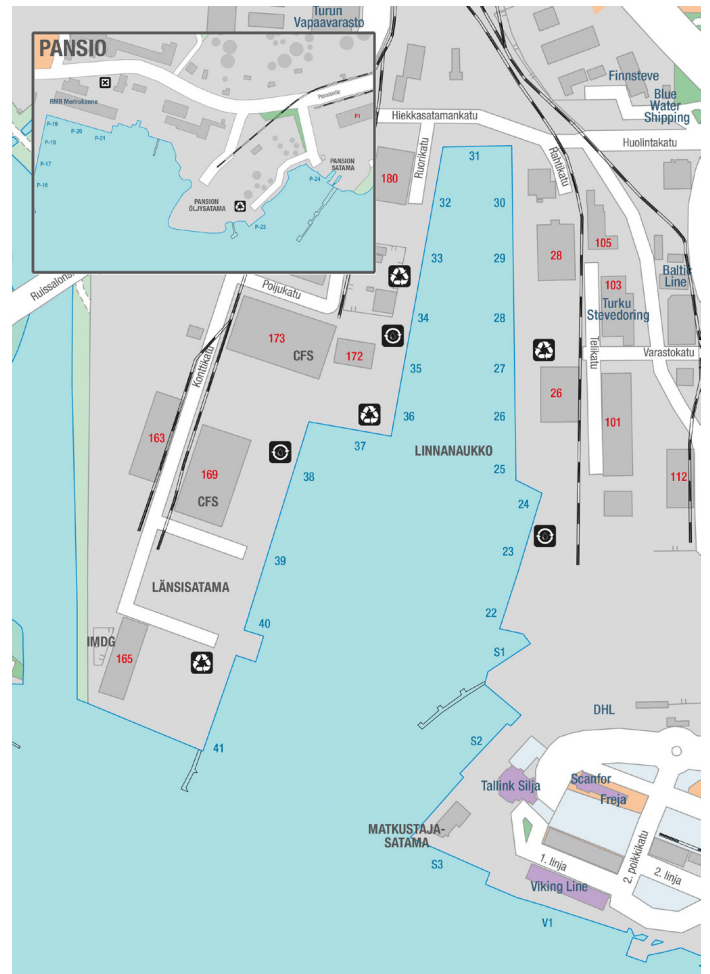 Turun
Vapaavarasto
PANSIO
RMR Merirakenne
P-19
P-20
P-21
P-18
P-17
P-16
P1
PANSION
SATAMA
P-24
PANSION
ÖLJYSATAMA
P-23
Finnsteve
Blue
Water
Shipping
Hiekkasatamankatu
Huolintakatu
Ruorikatu
Rahtikatu
180
31
32
30
33
29
28
105
103
Baltic
Line
Turku
Stevedoring
Poijukatu
34
28
173
CFS
172
Telikatu
Varastokatu
Konttikatu
35
27
26
101
36
26
163
169
37
LINNANAUKKO
38
25
112
CFS
24
23
39
LÄNSISATAMA
40
22
IMDG
165
S1
41
DHL
S2
Tallink Silja
Scanfor
Freja
MATKUSTAJA-
SATAMA
S3
1. linja
2. poikkikatu
2. linja
Viking Line
V1